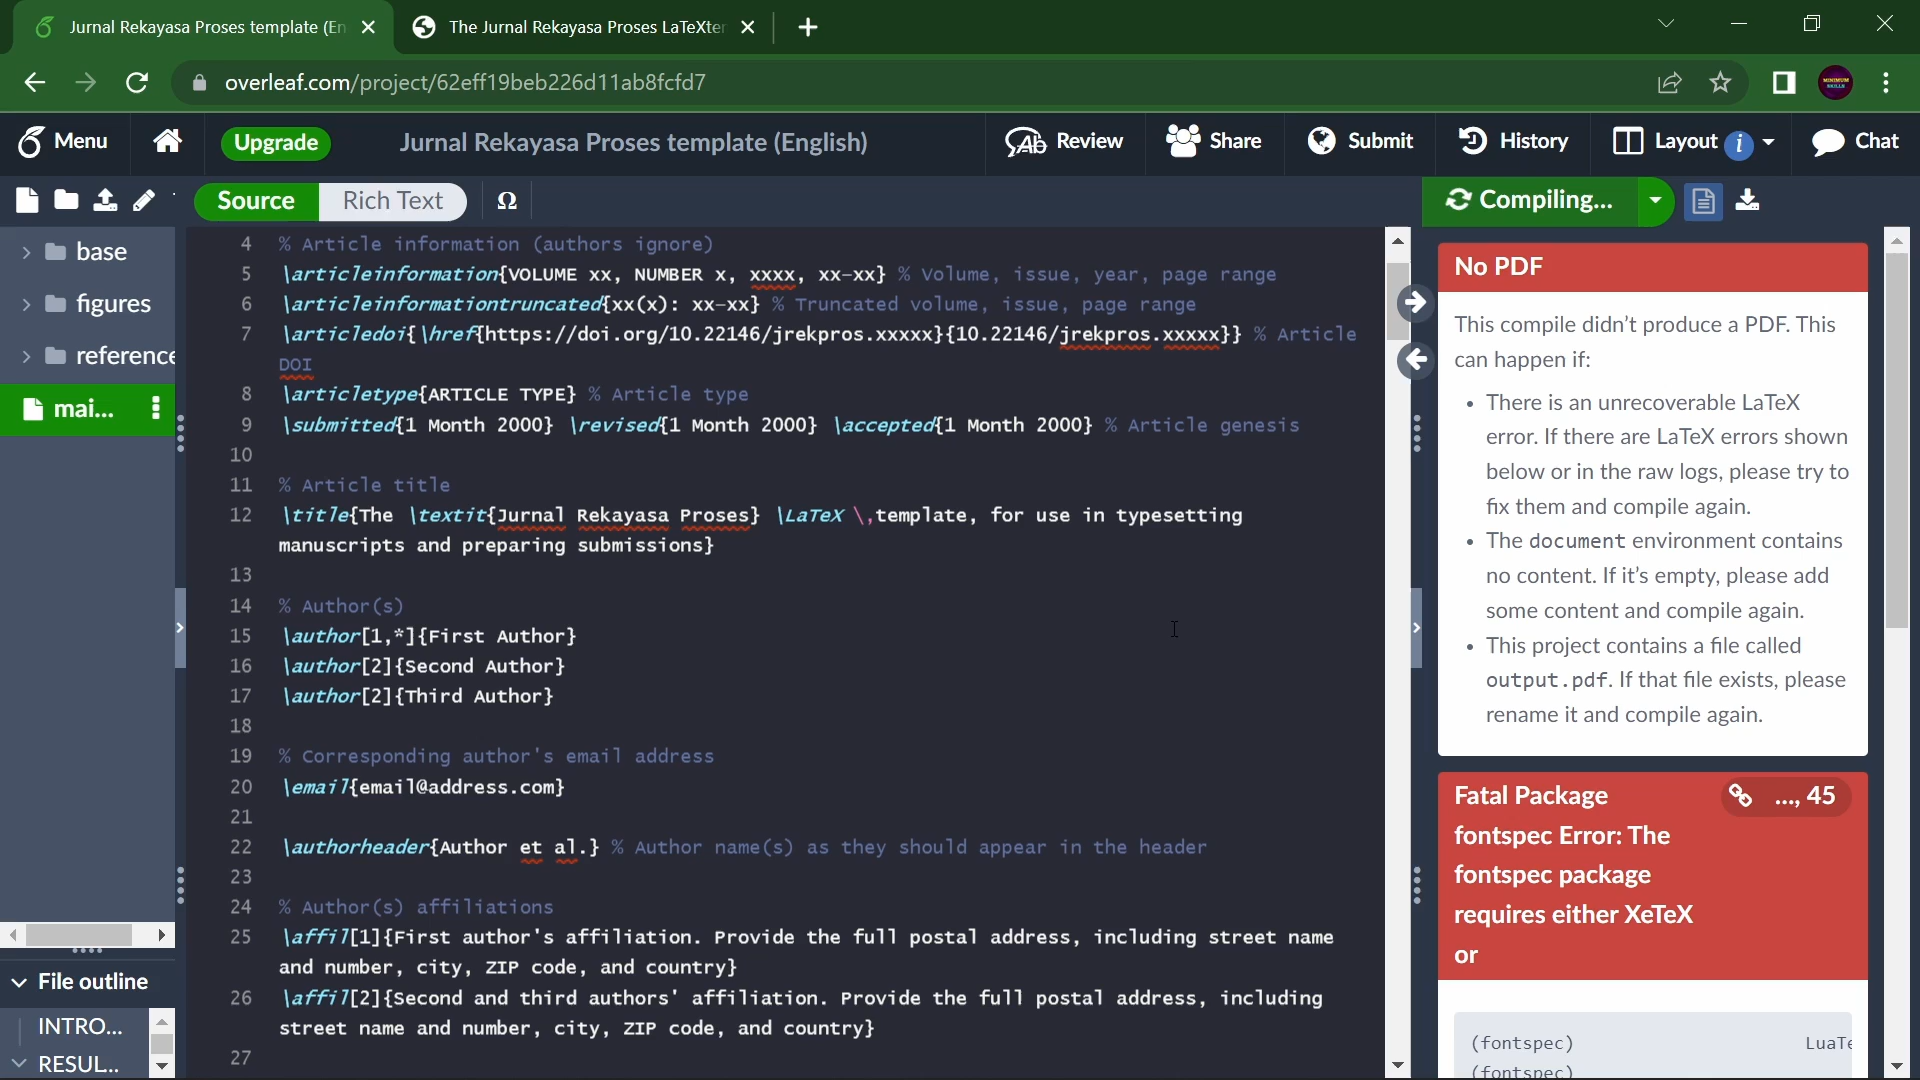 Jurnal Rekayasa Proses template (En
The Jurnal Rekayasa Proses LaTeXter
overleaf.com/project/62eff19beb226d11ab8fcfd7
MINIMUM
SKILLS
Menu
Upgrade
Jurnal Rekayasa Proses template (English)
Review
Share
Submit
History
Layout
Chat
Source
Rich Text
Ω
Compiling...
base
figures
reference
mai...
File outline
INTRO...
RESUL...
4 % Article information (authors ignore)
5 \articleinformation{VOLUME xx, NUMBER x, xxxx, xx-xx} % Volume, issue, year, page range
6 \articleinformationtruncated{xx(x): xx-xx} % Truncated volume, issue, page range
7 \articledoi{\href{https://doi.org/10.22146/jrekpros.xxxxx}{10.22146/jrekpros.xxxxx}} % Article
DOI
8 \articletype{ARTICLE TYPE} % Article type
9 \submitted{1 Month 2000} \revised{1 Month 2000} \accepted{1 Month 2000} % Article genesis
10
11 % Article title
12 \title{The \textit{Jurnal Rekayasa Proses} \LaTeX \,template, for use in typesetting
manuscripts and preparing submissions}
13
14 % Author(s)
15 \author[1,*]{First Author}
16 \author[2]{Second Author}
17 \author[2]{Third Author}
18
19 % Corresponding author's email address
20 \email{email@address.com}
21
22 \authorheader{Author et al.} % Author name(s) as they should appear in the header
23
24 % Author(s) affiliations
25 \affil[1]{First author's affiliation. Provide the full postal address, including street name
and number, city, ZIP code, and country}
26 \affil[2]{Second and third authors' affiliation. Provide the full postal address, including
street name and number, city, ZIP code, and country}
27
No PDF
This compile didn't produce a PDF. This
can happen if:
• There is an unrecoverable LaTeX
error. If there are LaTeX errors shown
below or in the raw logs, please try to
fix them and compile again.
• The document environment contains
no content. If it's empty, please add
some content and compile again.
• This project contains a file called
output.pdf. If that file exists, please
rename it and compile again.
Fatal Package
..., 45
fontspec Error: The
fontspec package
requires either XeTeX
or
(fontspec) LuaTe
(fontspec)